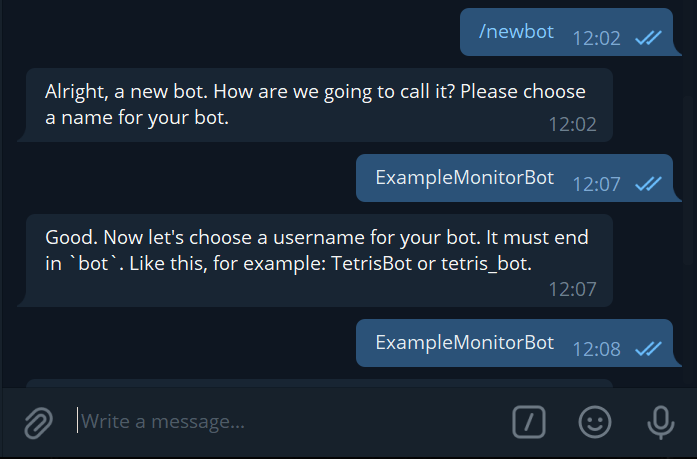 /newbot 12:02
Alright, a new bot. How are we going to call it? Please choose
a name for your bot.
12:02
ExampleMonitorBot 12:07
Good. Now let's choose a username for your bot. It must end
in `bot`. Like this, for example: TetrisBot or tetris_bot.
12:07
ExampleMonitorBot 12:08
Write a message...